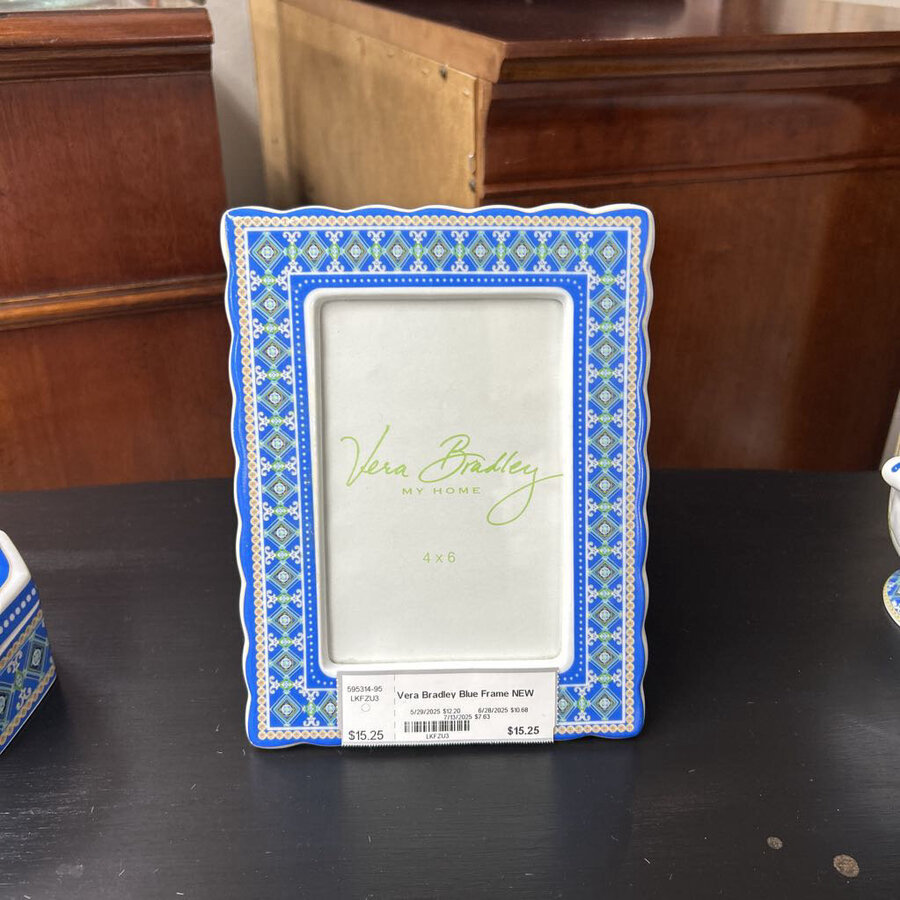 Vera Bradley
MY HOME
4 x 6
595314-95
LKFZU3
$15.25
Vera Bradley Blue Frame NEW
5/29/2025 $12.20 6/28/2025 $10.68
7/13/2025 $7.63
LKFZU3
$15.25